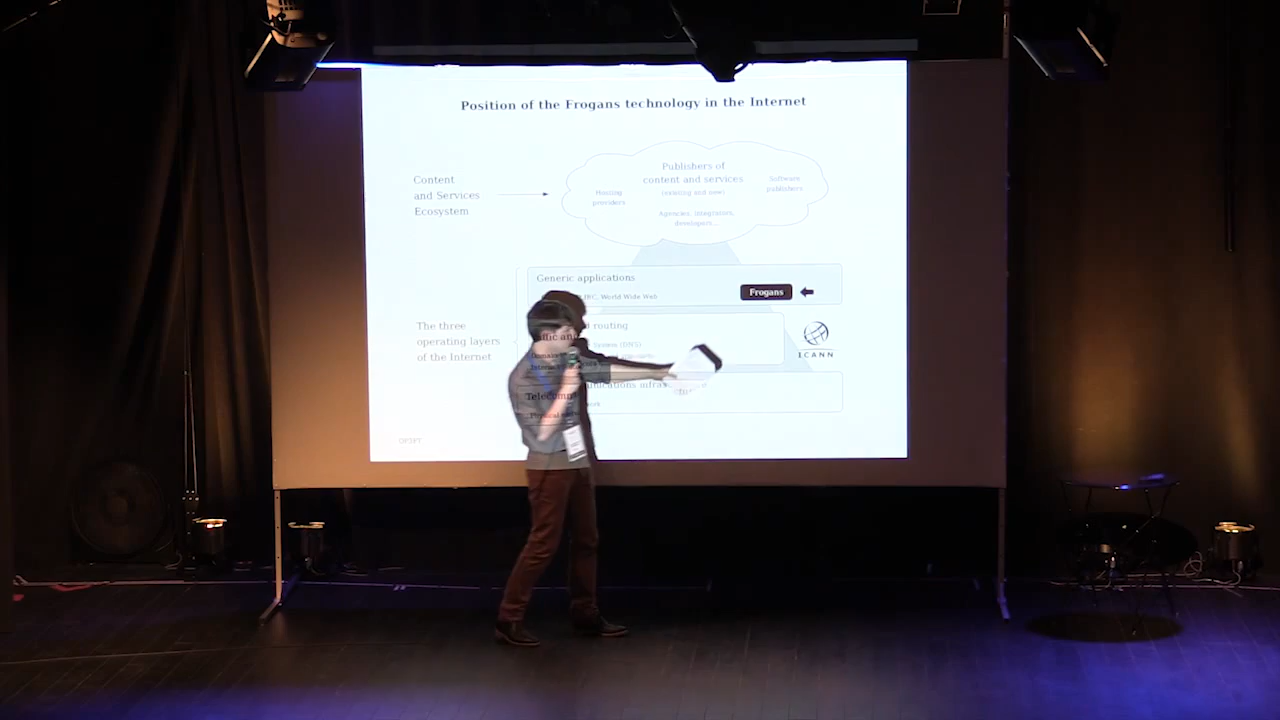 Position of the Frogans technology in the Internet
Content
and Services
Ecosystem
Publishers of
content and services
(existing and new)
Hosting
providers
Software
publishers
Agencies, integrators,
developers...
Generic applications
IRC, World Wide Web
Frogans
The three
operating layers
of the Internet
routing
(DNS)
ICANN